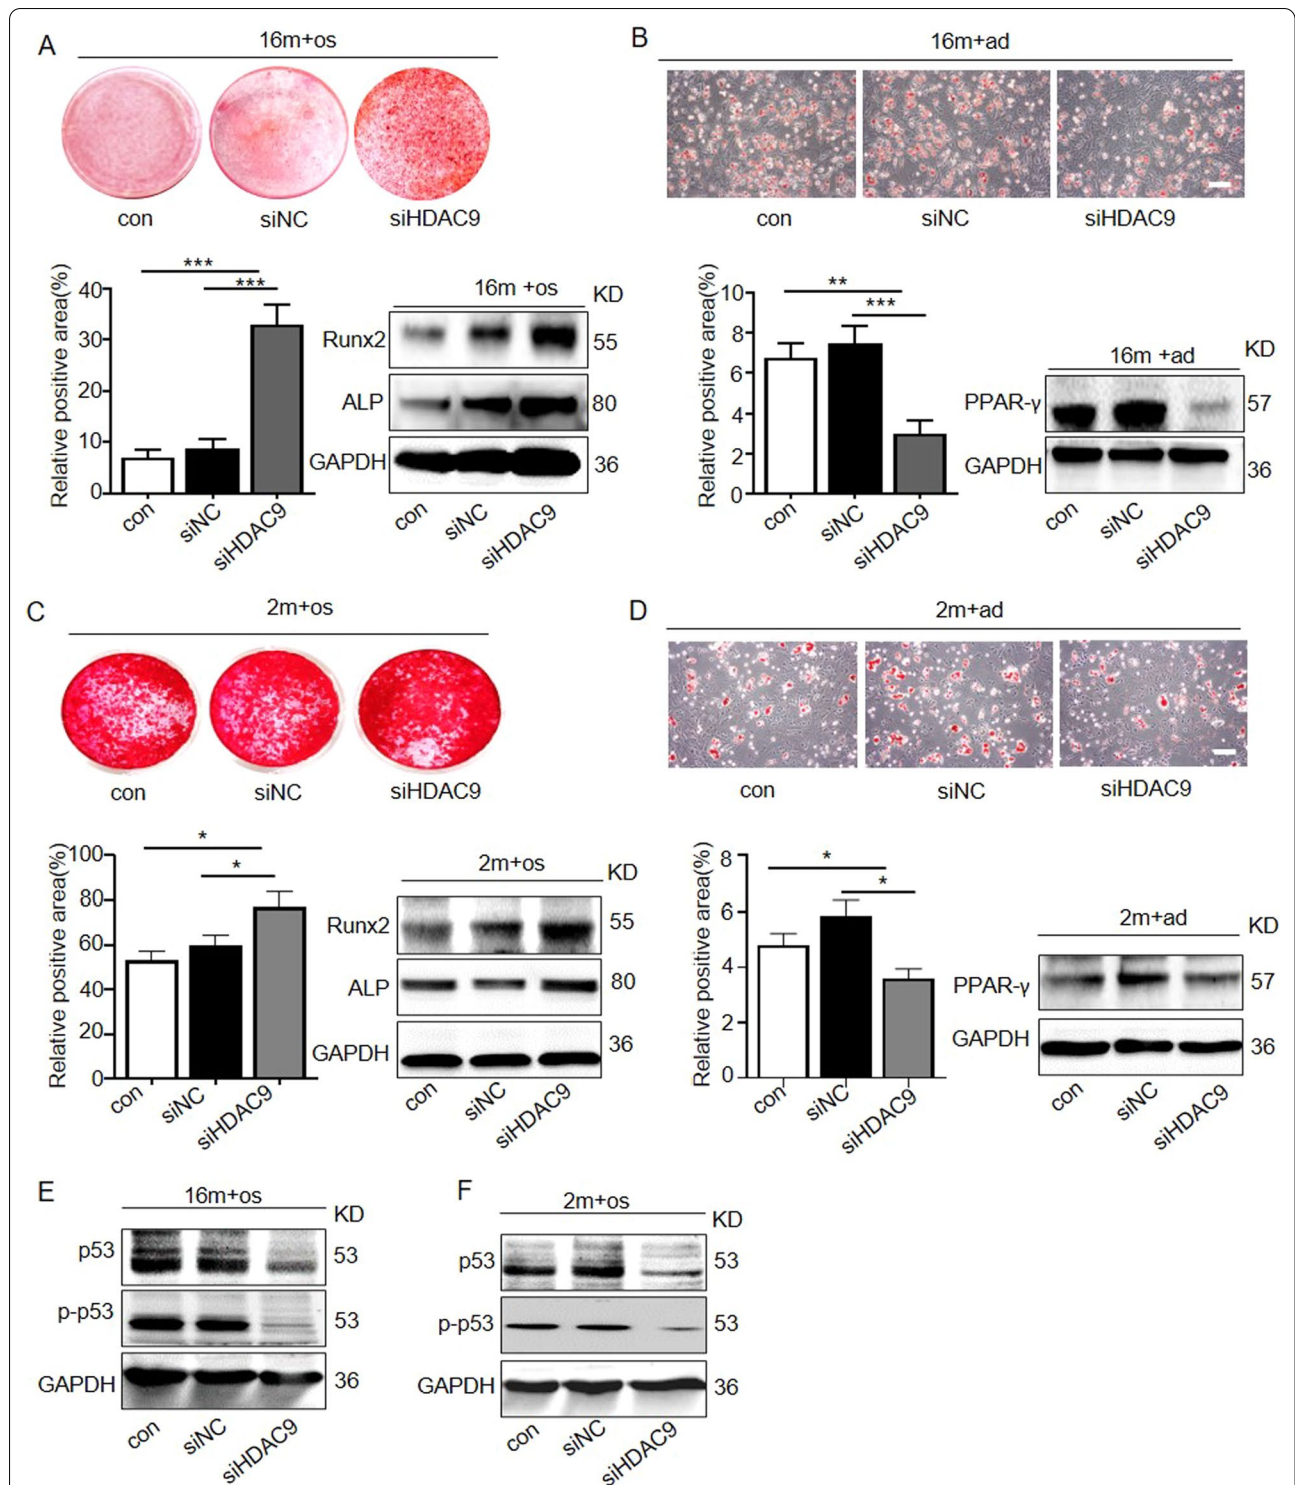 A
16m+os
con
siNC
siHDAC9
Relative positive area(%)
40
30
20
10
0
***
***
con
siNC
siHDAC9
16m +os
KD
Runx2
55
ALP
80
GAPDH
36
con
siNC
siHDAC9
B
16m+ad
con
siNC
siHDAC9
Relative positive area(%)
10
8
6
4
2
0
**
***
con
siNC
siHDAC9
16m +ad
KD
PPAR-γ
57
GAPDH
36
con
siNC
siHDAC9
C
2m+os
con
siNC
siHDAC9
Relative positive area(%)
100
80
60
40
20
0
*
*
con
siNC
siHDAC9
2m+os
KD
Runx2
55
ALP
80
GAPDH
36
con
siNC
siHDAC9
D
2m+ad
con
siNC
siHDAC9
Relative positive area(%)
8
6
4
2
0
*
*
con
siNC
siHDAC9
2m+ad
KD
PPAR-γ
57
GAPDH
36
con
siNC
siHDAC9
E
16m+os
KD
p53
53
p-p53
53
GAPDH
36
con
siNC
siHDAC9
F
2m+os
KD
p53
53
p-p53
53
GAPDH
36
con
siNC
siHDAC9